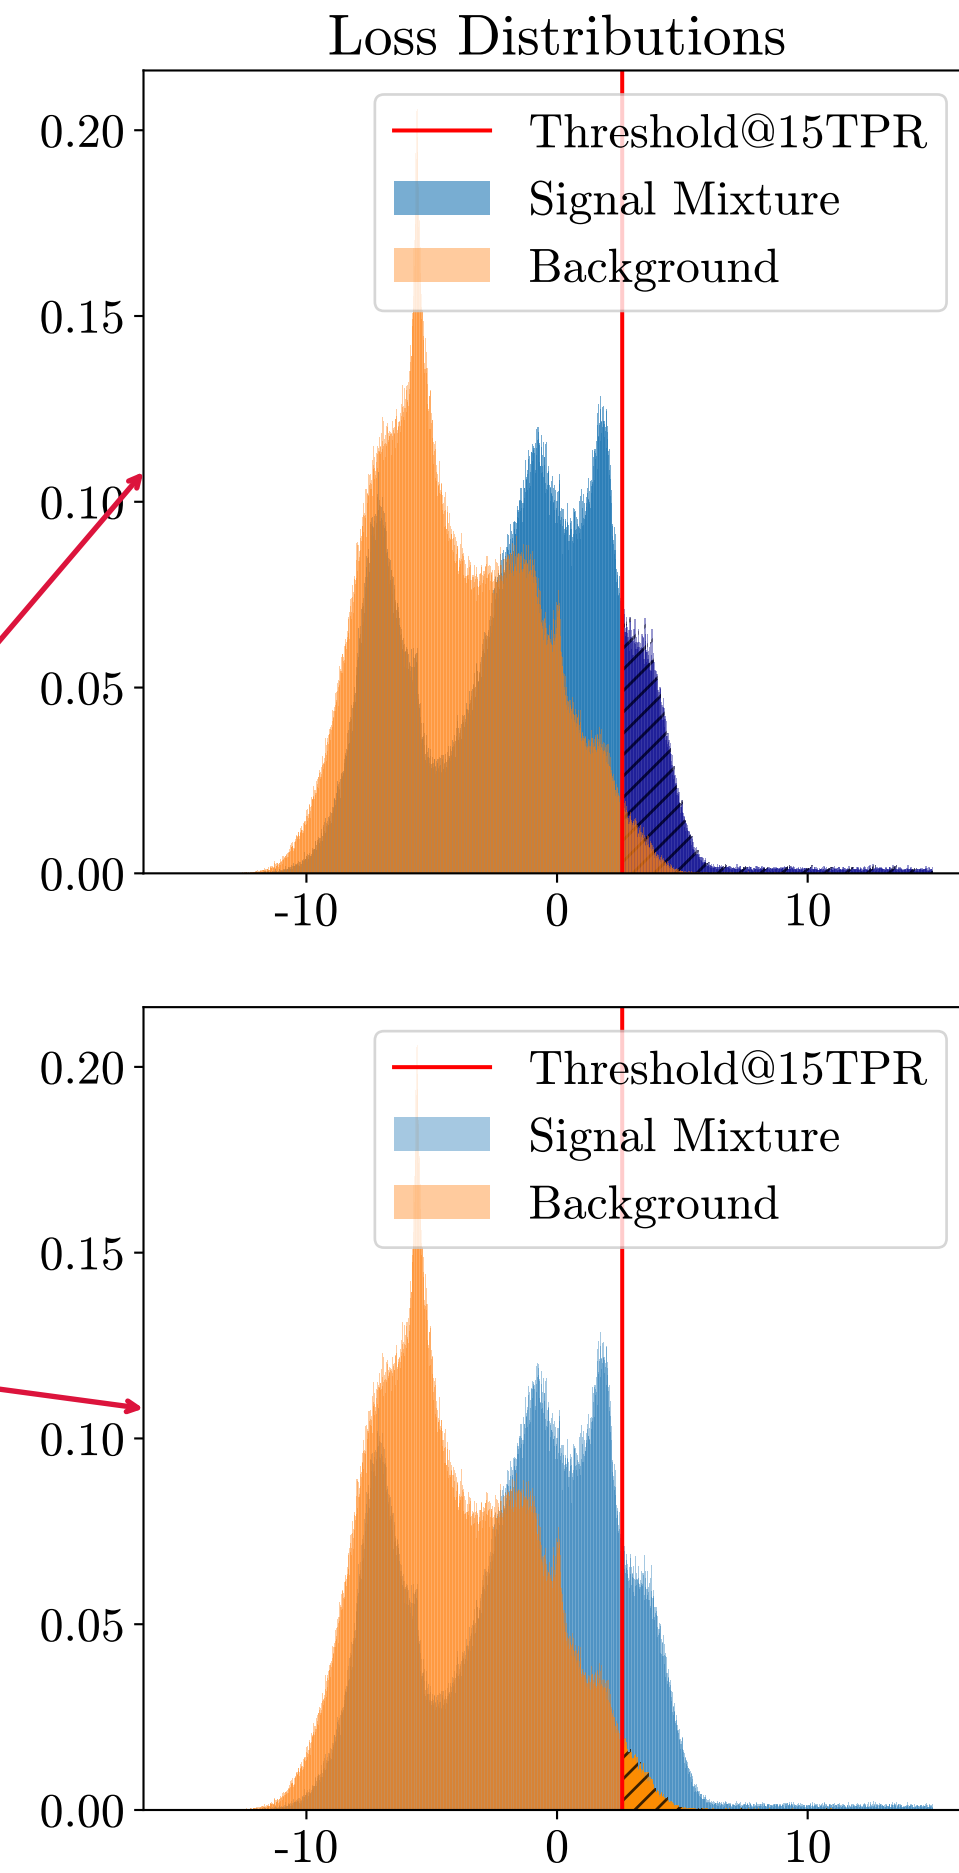 Loss Distributions
0.20
0.15
0.10
0.05
0.00
Threshold@15TPR
Signal Mixture
Background
-10 0 10
0.20
0.15
0.10
0.05
0.00
Threshold@15TPR
Signal Mixture
Background
-10 0 10